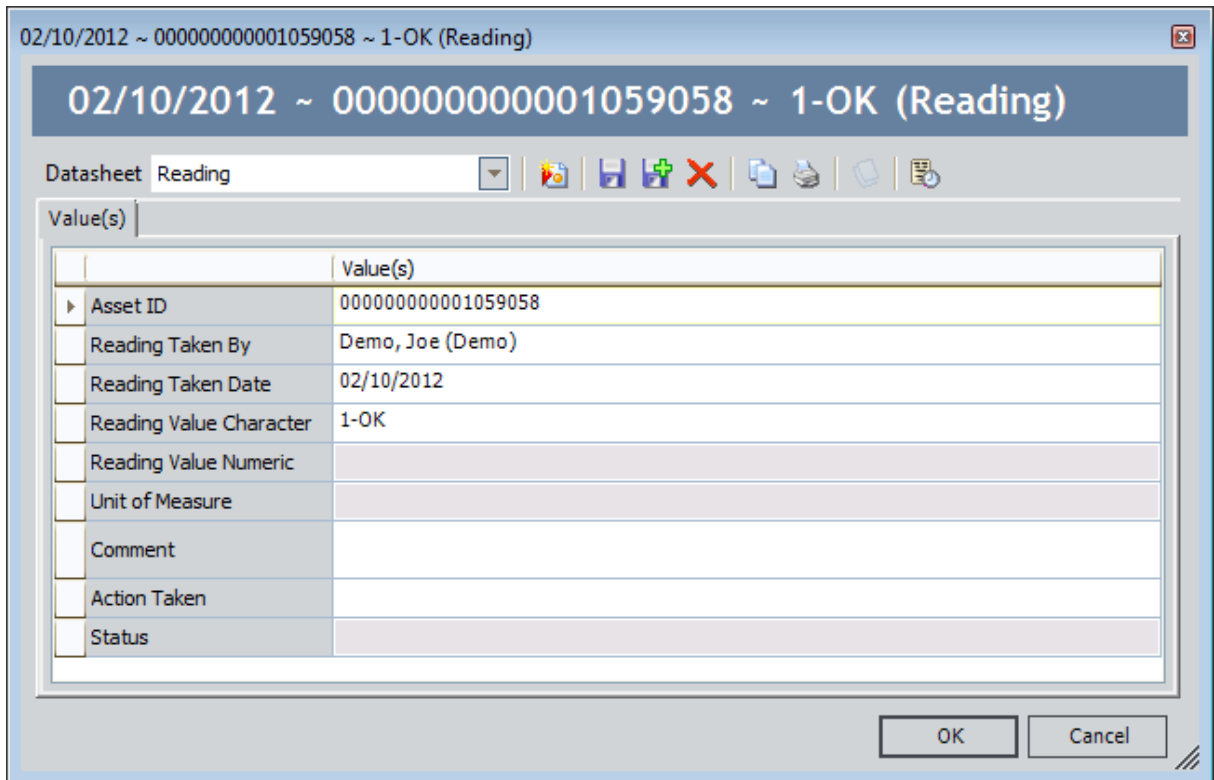 02/10/2012 ~ 000000000001059058 ~ 1-OK (Reading)
02/10/2012 ~ 000000000001059058 ~ 1-OK (Reading)
Datasheet Reading
Value(s)
Value(s)
Asset ID 000000000001059058
Reading Taken By Demo, Joe (Demo)
Reading Taken Date 02/10/2012
Reading Value Character 1-OK
Reading Value Numeric
Unit of Measure
Comment
Action Taken
Status
OK Cancel